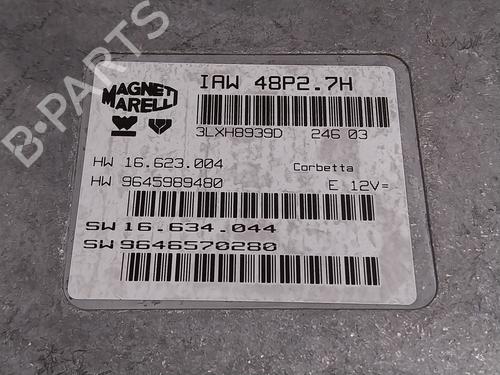 B-PARTS
MAGNETI
MARELLI
IAW 48P2.7H
3LXH8939D 246 03
HW 16.623.004 Corbetta
HW 9645989480 E 12V=
SW 16.634.044
SW 9646570280